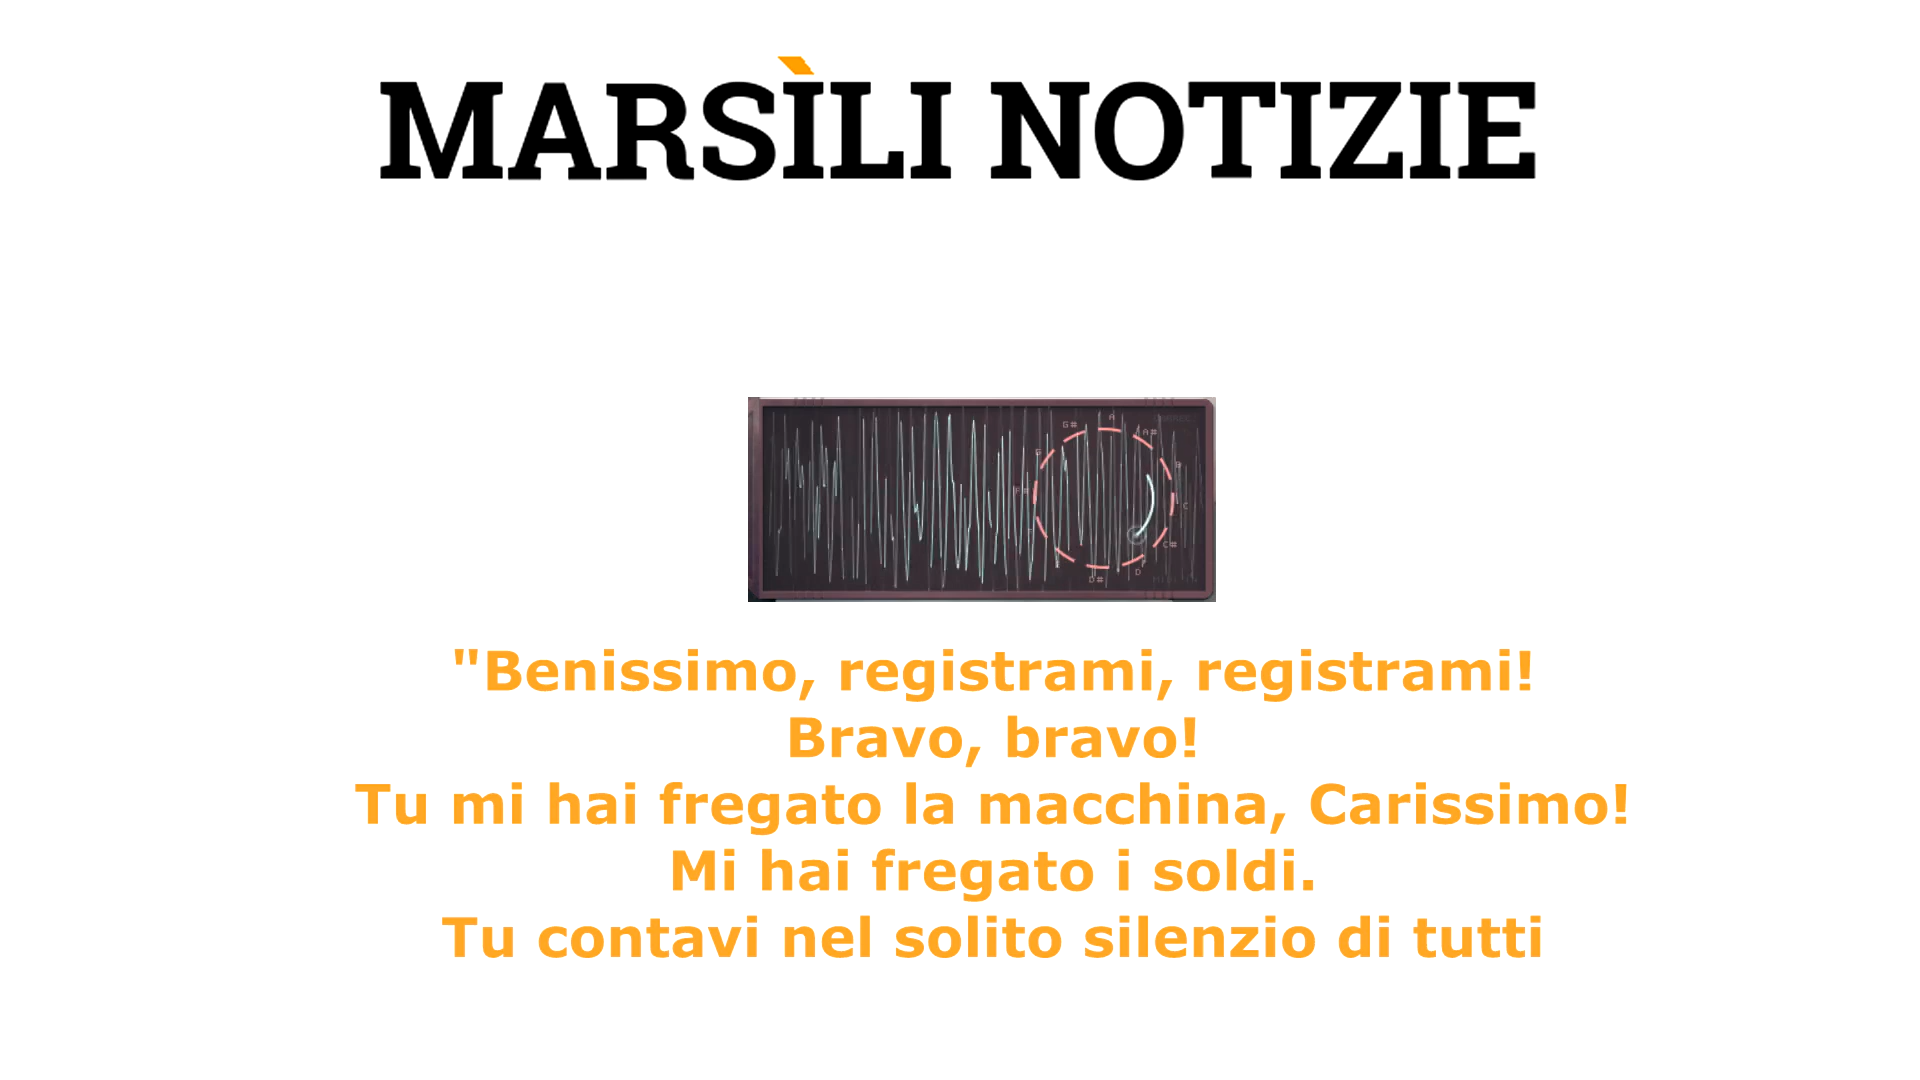 MARSÌLI NOTIZIE
G#
A
A#
G
B
F#
C
E
C#
D
D#
"Benissimo, registrami, registrami!
Bravo, bravo!
Tu mi hai fregato la macchina, Carissimo!
Mi hai fregato i soldi.
Tu contavi nel solito silenzio di tutti